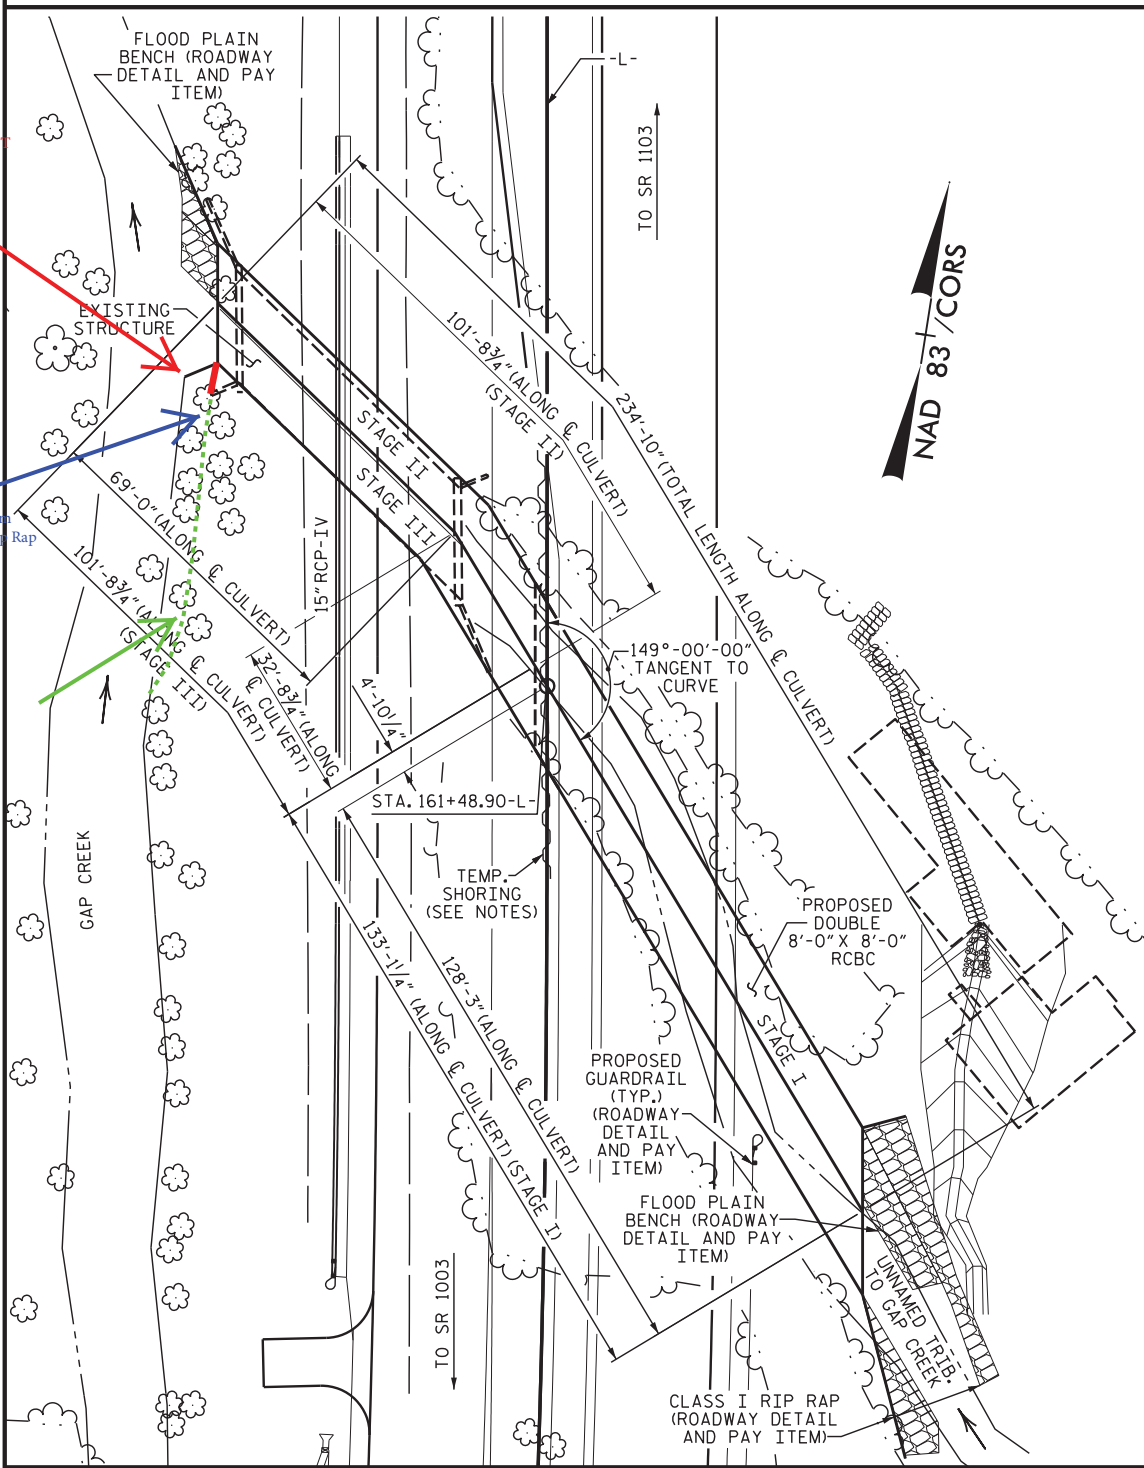 FLOOD PLAIN
BENCH (ROADWAY
DETAIL AND PAY
ITEM)
-L-
TO SR 1103
NAD 83/CORS
T
EXISTING
STRUCTURE
101'-8¾" (ALONG ℄ CULVERT)
(STAGE II)
234'-10" (TOTAL LENGTH ALONG ℄ CULVERT)
STAGE II
STAGE III
69'-0" (ALONG ℄ CULVERT)
101'-8¾" (ALONG ℄ CULVERT)
(STAGE III)
Rap
15" RCP-IV
32'-8¾" (ALONG
℄ CULVERT)
4'-10¼"
149°-00'-00"
TANGENT TO
CURVE
STA. 161+48.90-L-
GAP CREEK
TEMP.
SHORING
(SEE NOTES)
PROPOSED
DOUBLE
8'-0" X 8'-0"
RCBC
133'-1¼" (ALONG ℄ CULVERT) (STAGE I)
128'-3" (ALONG ℄ CULVERT)
STAGE I
PROPOSED
GUARDRAIL
(TYP.)
(ROADWAY
DETAIL
AND PAY
ITEM)
FLOOD PLAIN
BENCH (ROADWAY
DETAIL AND PAY
ITEM)
UNNAMED TRIB.
TO GAP CREEK
TO SR 1003
CLASS I RIP RAP
(ROADWAY DETAIL
AND PAY ITEM)